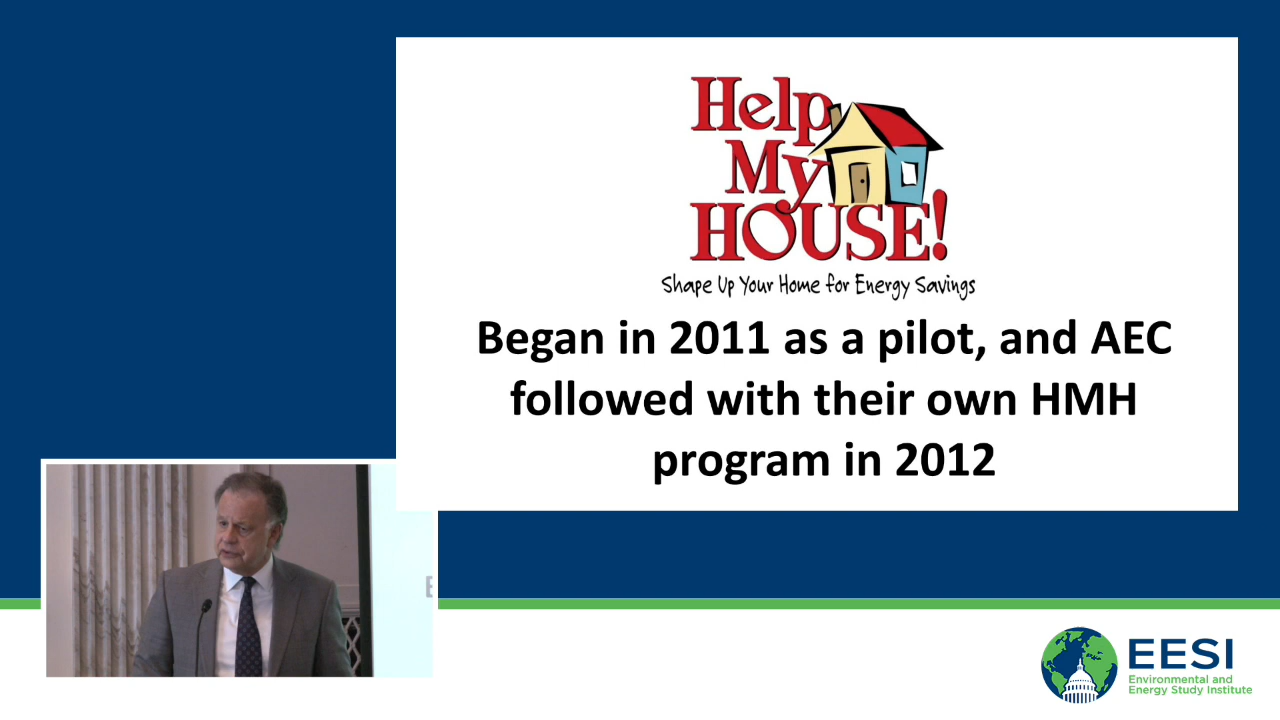 Help
My
HOUSE!
Shape Up Your Home for Energy Savings
Began in 2011 as a pilot, and AEC
followed with their own HMH
program in 2012
E
EESI
Environmental and
Energy Study Institute